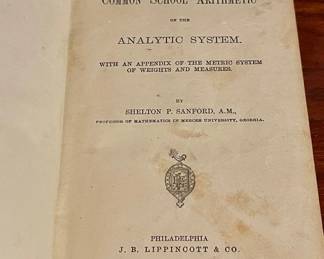 COMMON SCHOOL ARITHMETIC
ON THE
ANALYTIC SYSTEM.
WITH AN APPENDIX OF THE METRIC SYSTEM
OF WEIGHTS AND MEASURES.
BY
SHELTON P. SANFORD, A.M.,
PROFESSOR OF MATHEMATICS IN MERCER UNIVERSITY, GEORGIA.
PHILADELPHIA
J. B. LIPPINCOTT & CO.